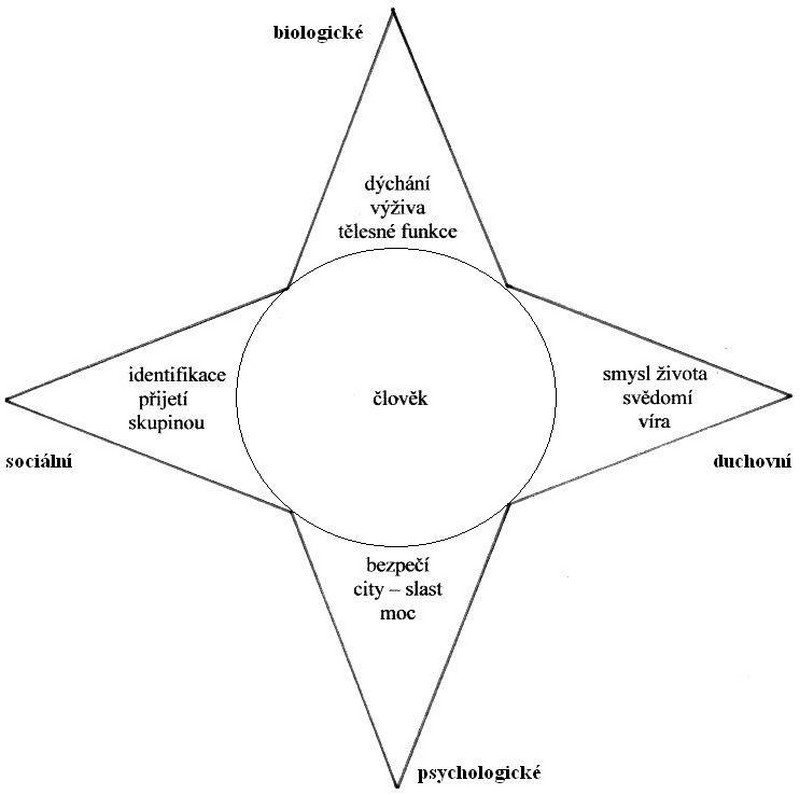 biologické
dýchání
výživa
tělesné funkce
identifikace
přijetí
skupinou
člověk
smysl života
svědomí
víra
sociální
duchovní
bezpečí
city – slast
moc
psychologické